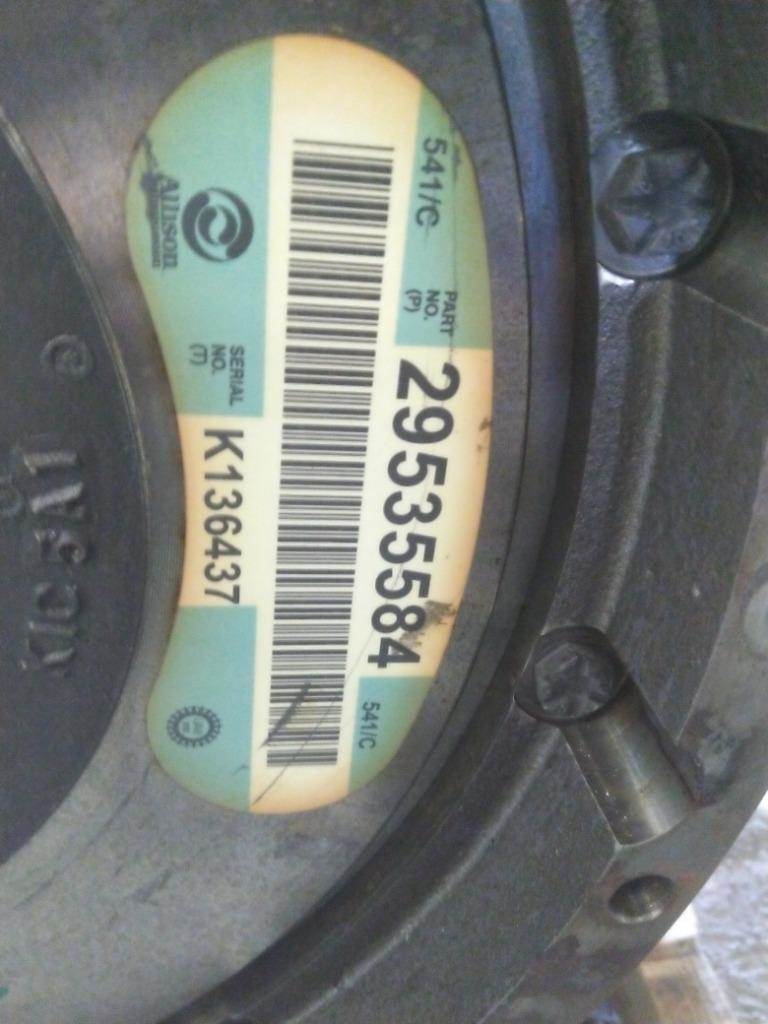 541/C
PART
NO.
(P)
29535584
541/C
ALLISON
SERIAL
NO.
(T)
K136437